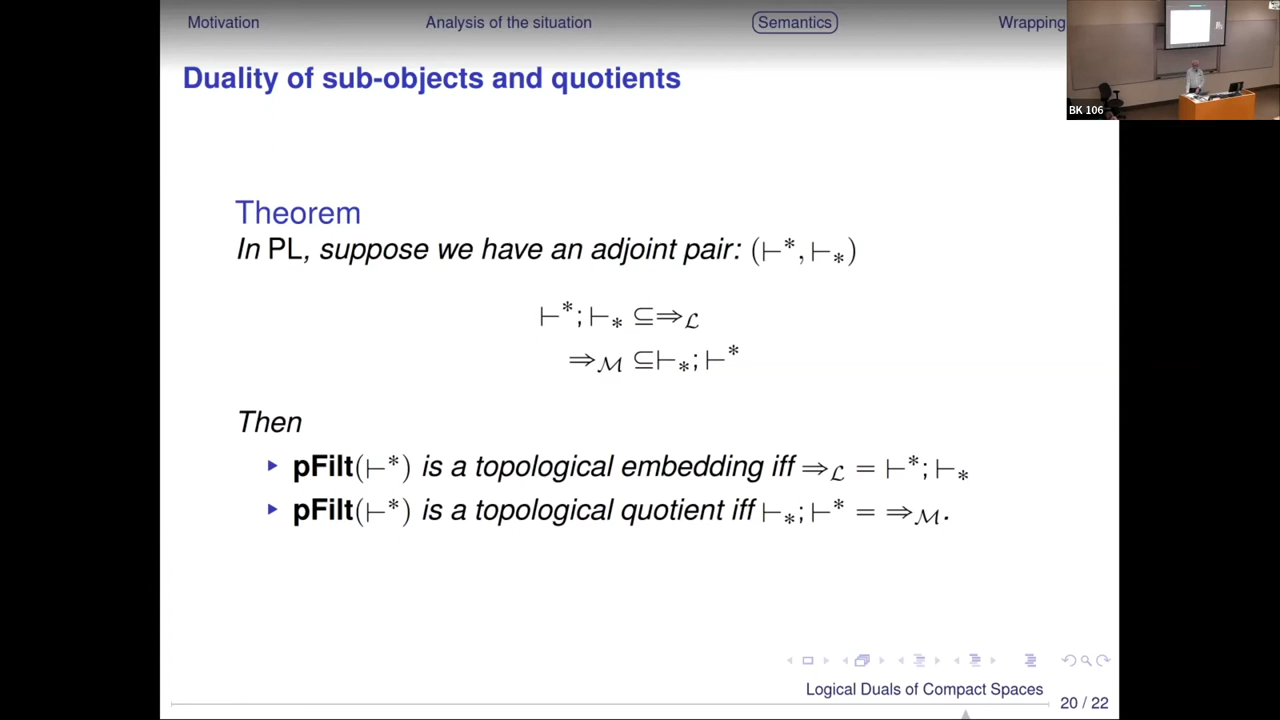 Motivation Analysis of the situation Semantics Wrapping
BK 106
Duality of sub-objects and quotients
Theorem
In PL, suppose we have an adjoint pair: (⊢*, ⊢∗)
⊢*;⊢∗ ⊆⇒ℒ
⇒ℳ ⊆⊢∗;⊢*
Then
▸ pFilt(⊢*) is a topological embedding iff ⇒ℒ = ⊢*;⊢∗
▸ pFilt(⊢*) is a topological quotient iff ⊢∗;⊢* = ⇒ℳ.
Logical Duals of Compact Spaces
20 / 22